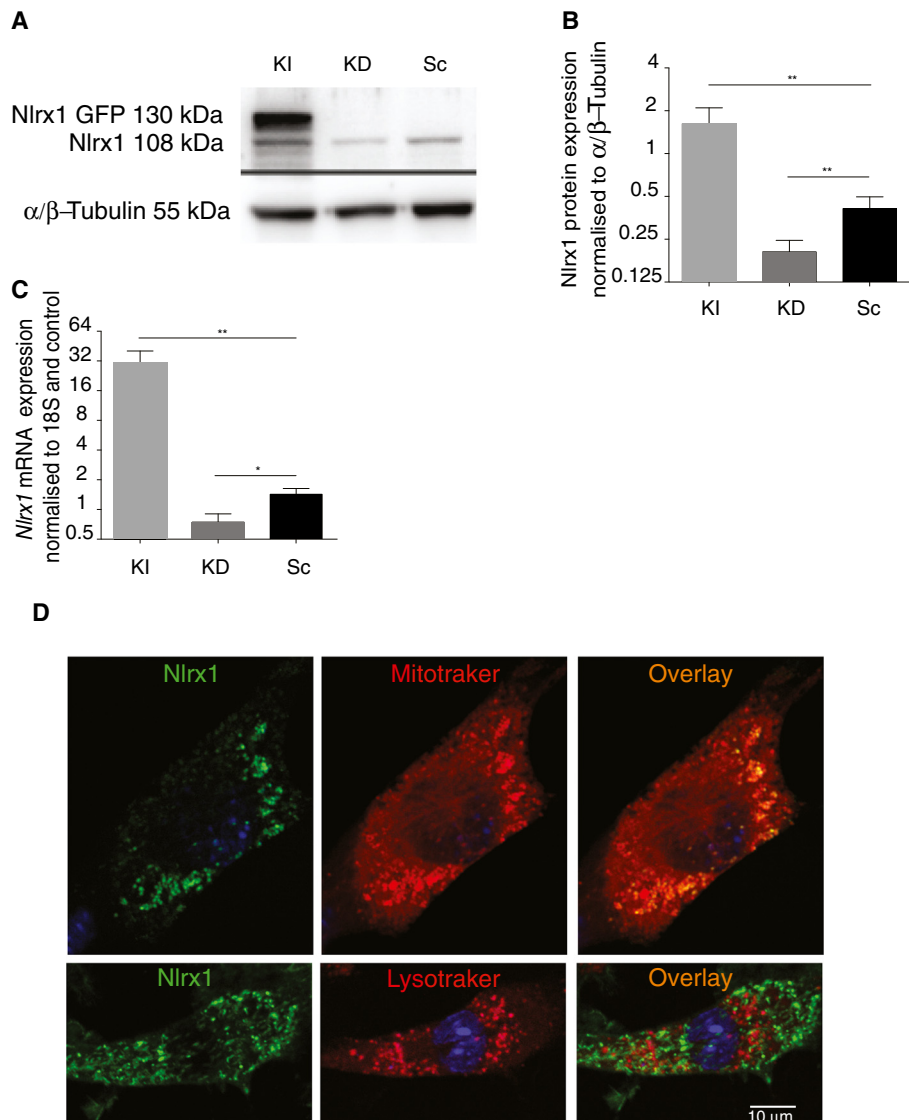 A
KI KD Sc
Nlrx1 GFP 130 kDa
Nlrx1 108 kDa
α/β–Tubulin 55 kDa
B
Nlrx1 protein expression
normalised to α/β–Tubulin
4
2
1
0.5
0.25
0.125
**
**
KI KD Sc
C
Nlrx1 mRNA expression
normalised to 18S and control
64
32
16
8
4
2
1
0.5
**
*
KI KD Sc
D
Nlrx1 Mitotraker Overlay
Nlrx1 Lysotraker Overlay
10 µm